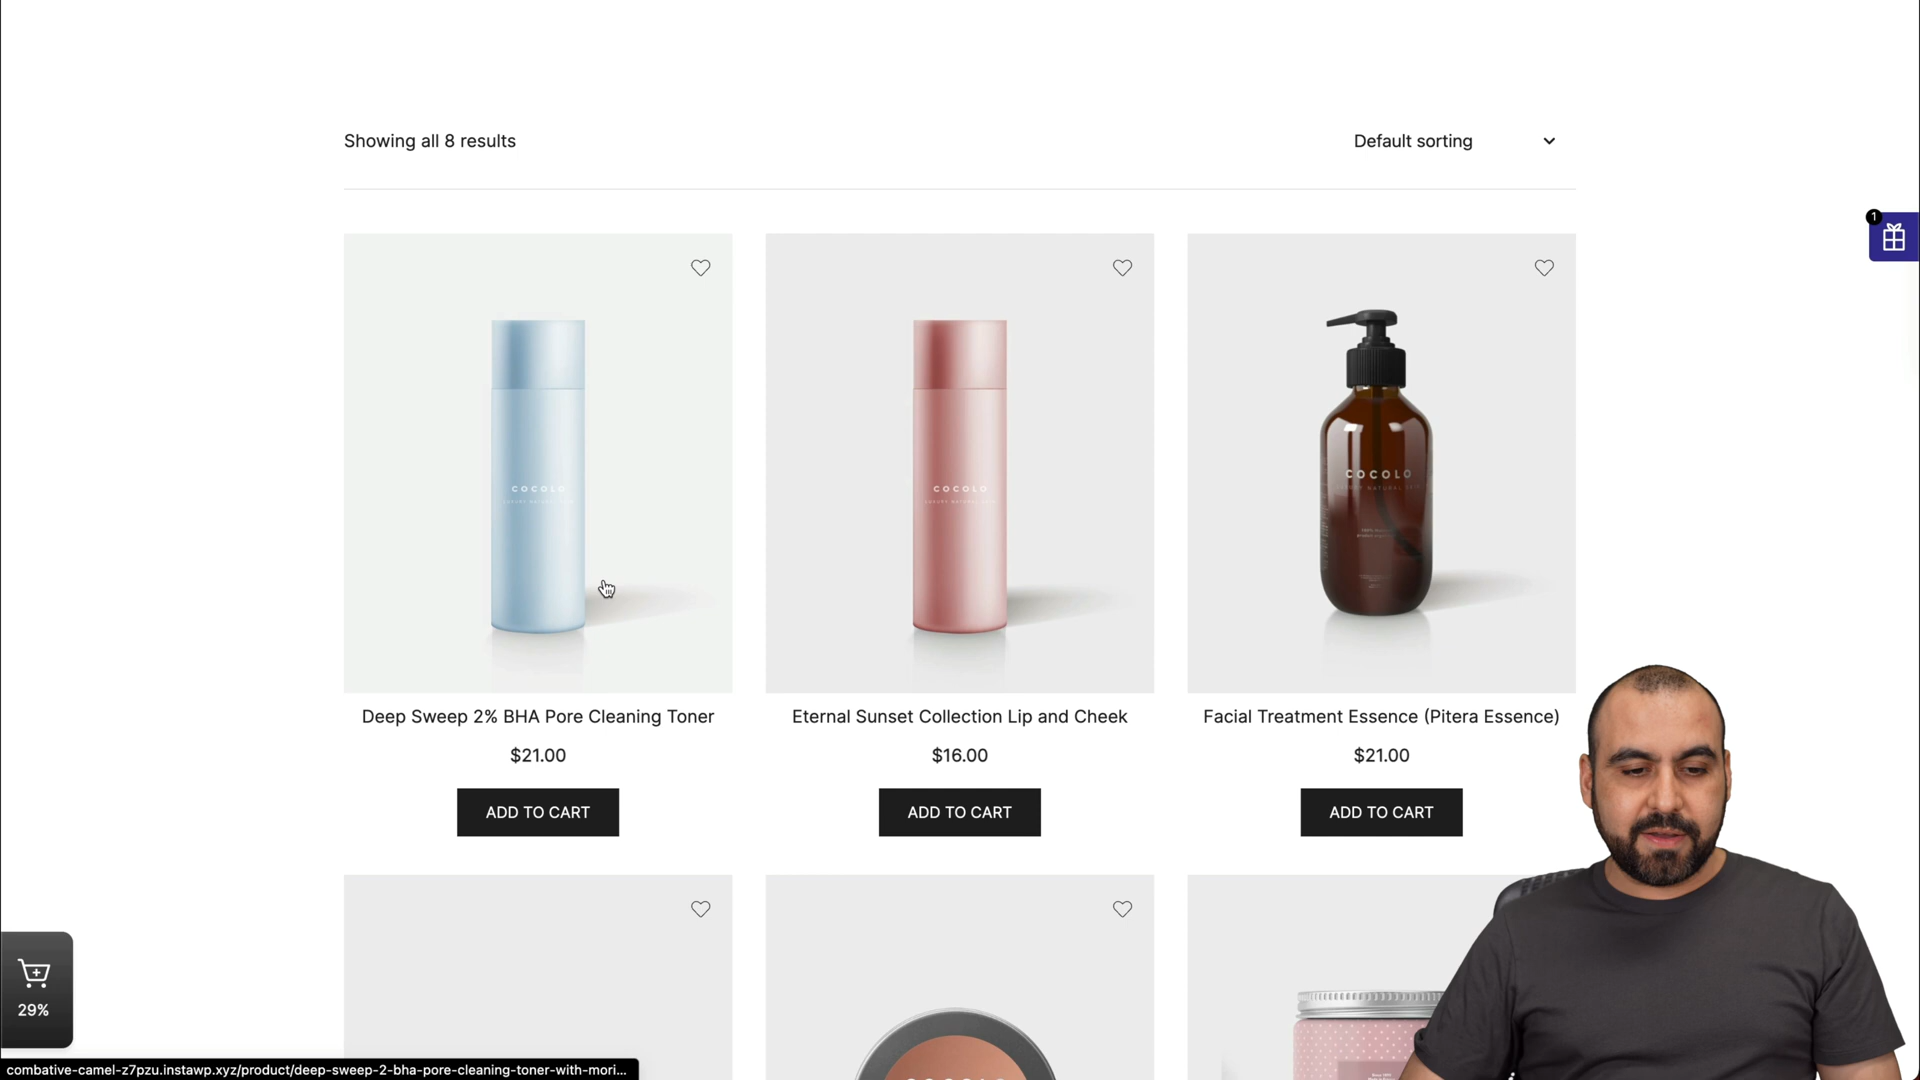 Showing all 8 results
Default sorting
1
COCOLO
COCOLO
COCOLO
Deep Sweep 2% BHA Pore Cleaning Toner
Eternal Sunset Collection Lip and Cheek
Facial Treatment Essence (Pitera Essence)
$21.00
$16.00
$21.00
ADD TO CART
ADD TO CART
ADD TO CART
29%
combative-camel-z7pzu.instawp.xyz/product/deep-sweep-2-bha-pore-cleaning-toner-with-mori...